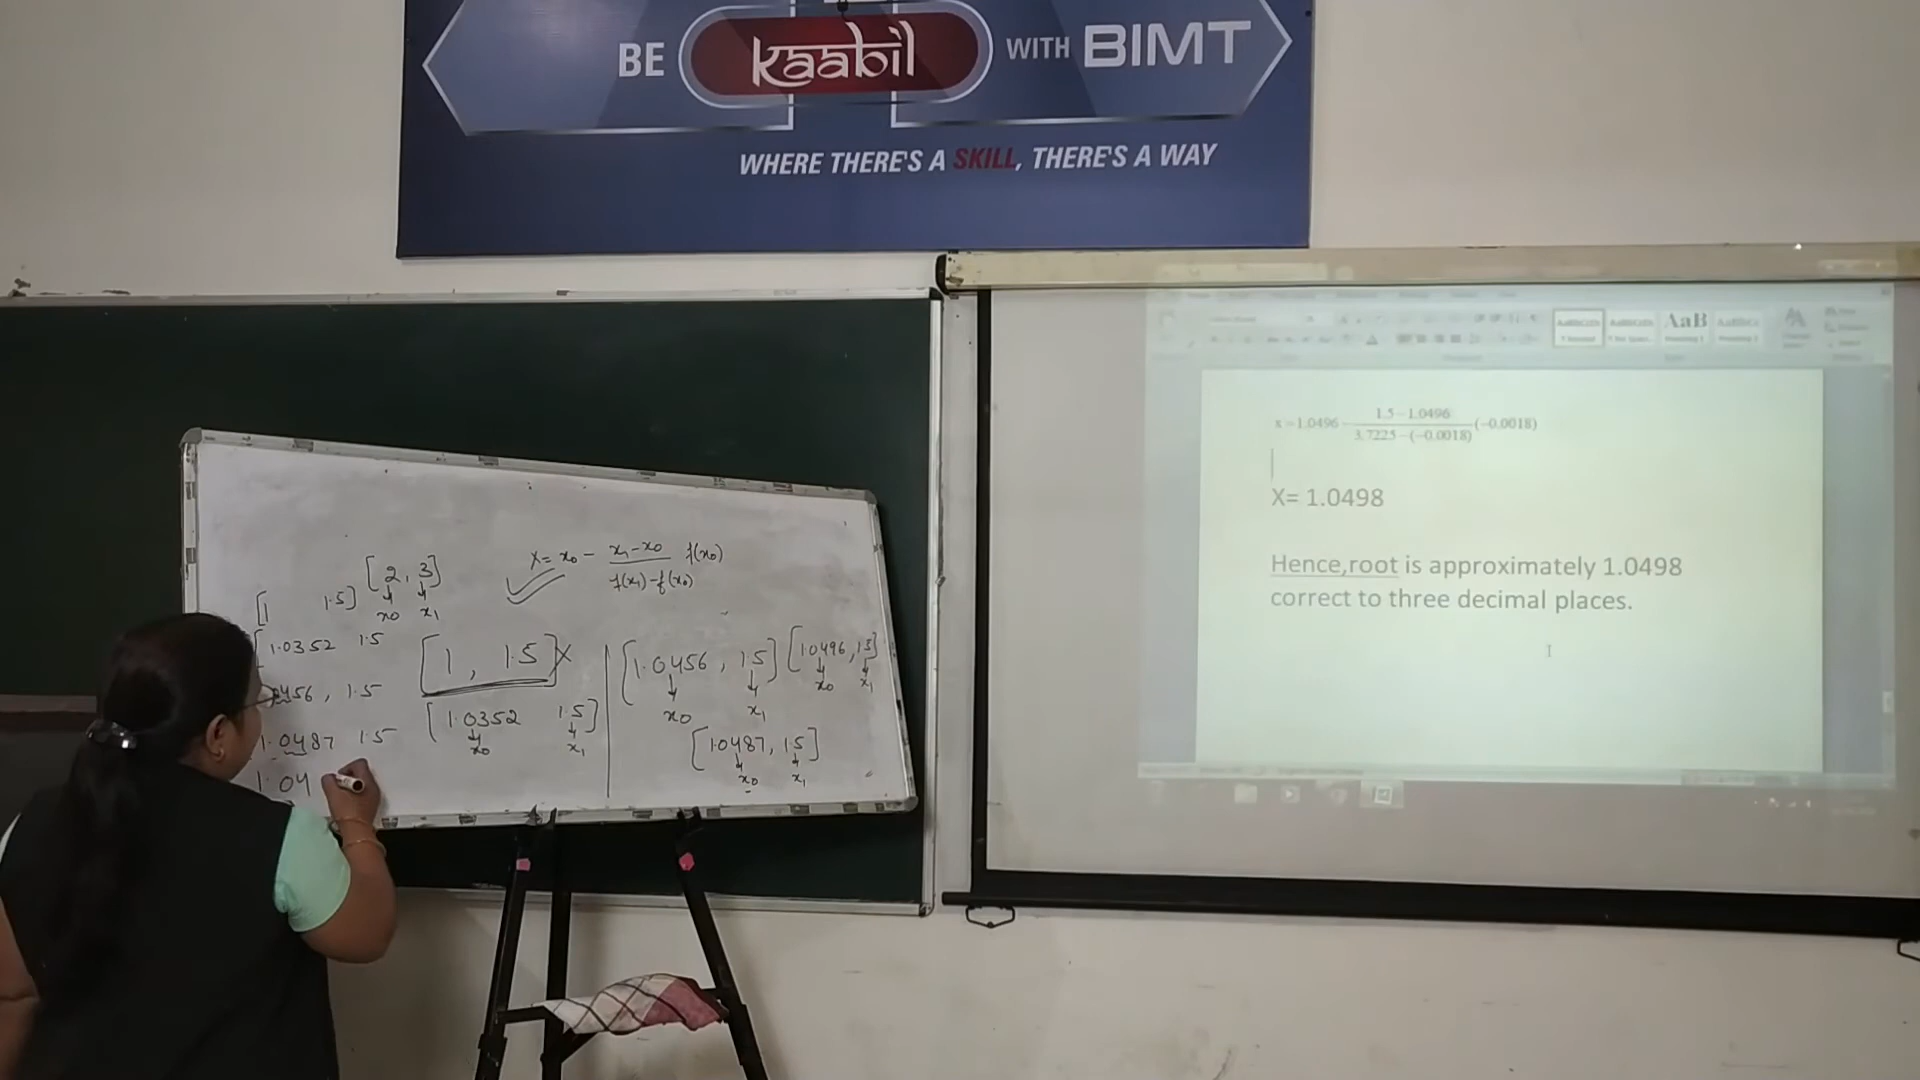 BE kaabil WITH BIMT
WHERE THERE'S A SKILL, THERE'S A WAY
[2, 3]
x0 x1
X = x0 - x1-x0 / f(x1)-f(x0) f(x0)
[1 1.5]
1.0352 1.5
456, 1.5
1.0487 1.5
1.04
[1, 1.5] X
[1.0352 1.5]
x0 x1
[1.0456, 1.5]
x0 x1
[1.0496, 1.5]
x0 x1
[1.0487, 1.5]
x0 x1
AaB
x = 1.0496 - 1.5-1.0496 / 3.7225-(-0.0018) (-0.0018)
X= 1.0498
Hence,root is approximately 1.0498
correct to three decimal places.